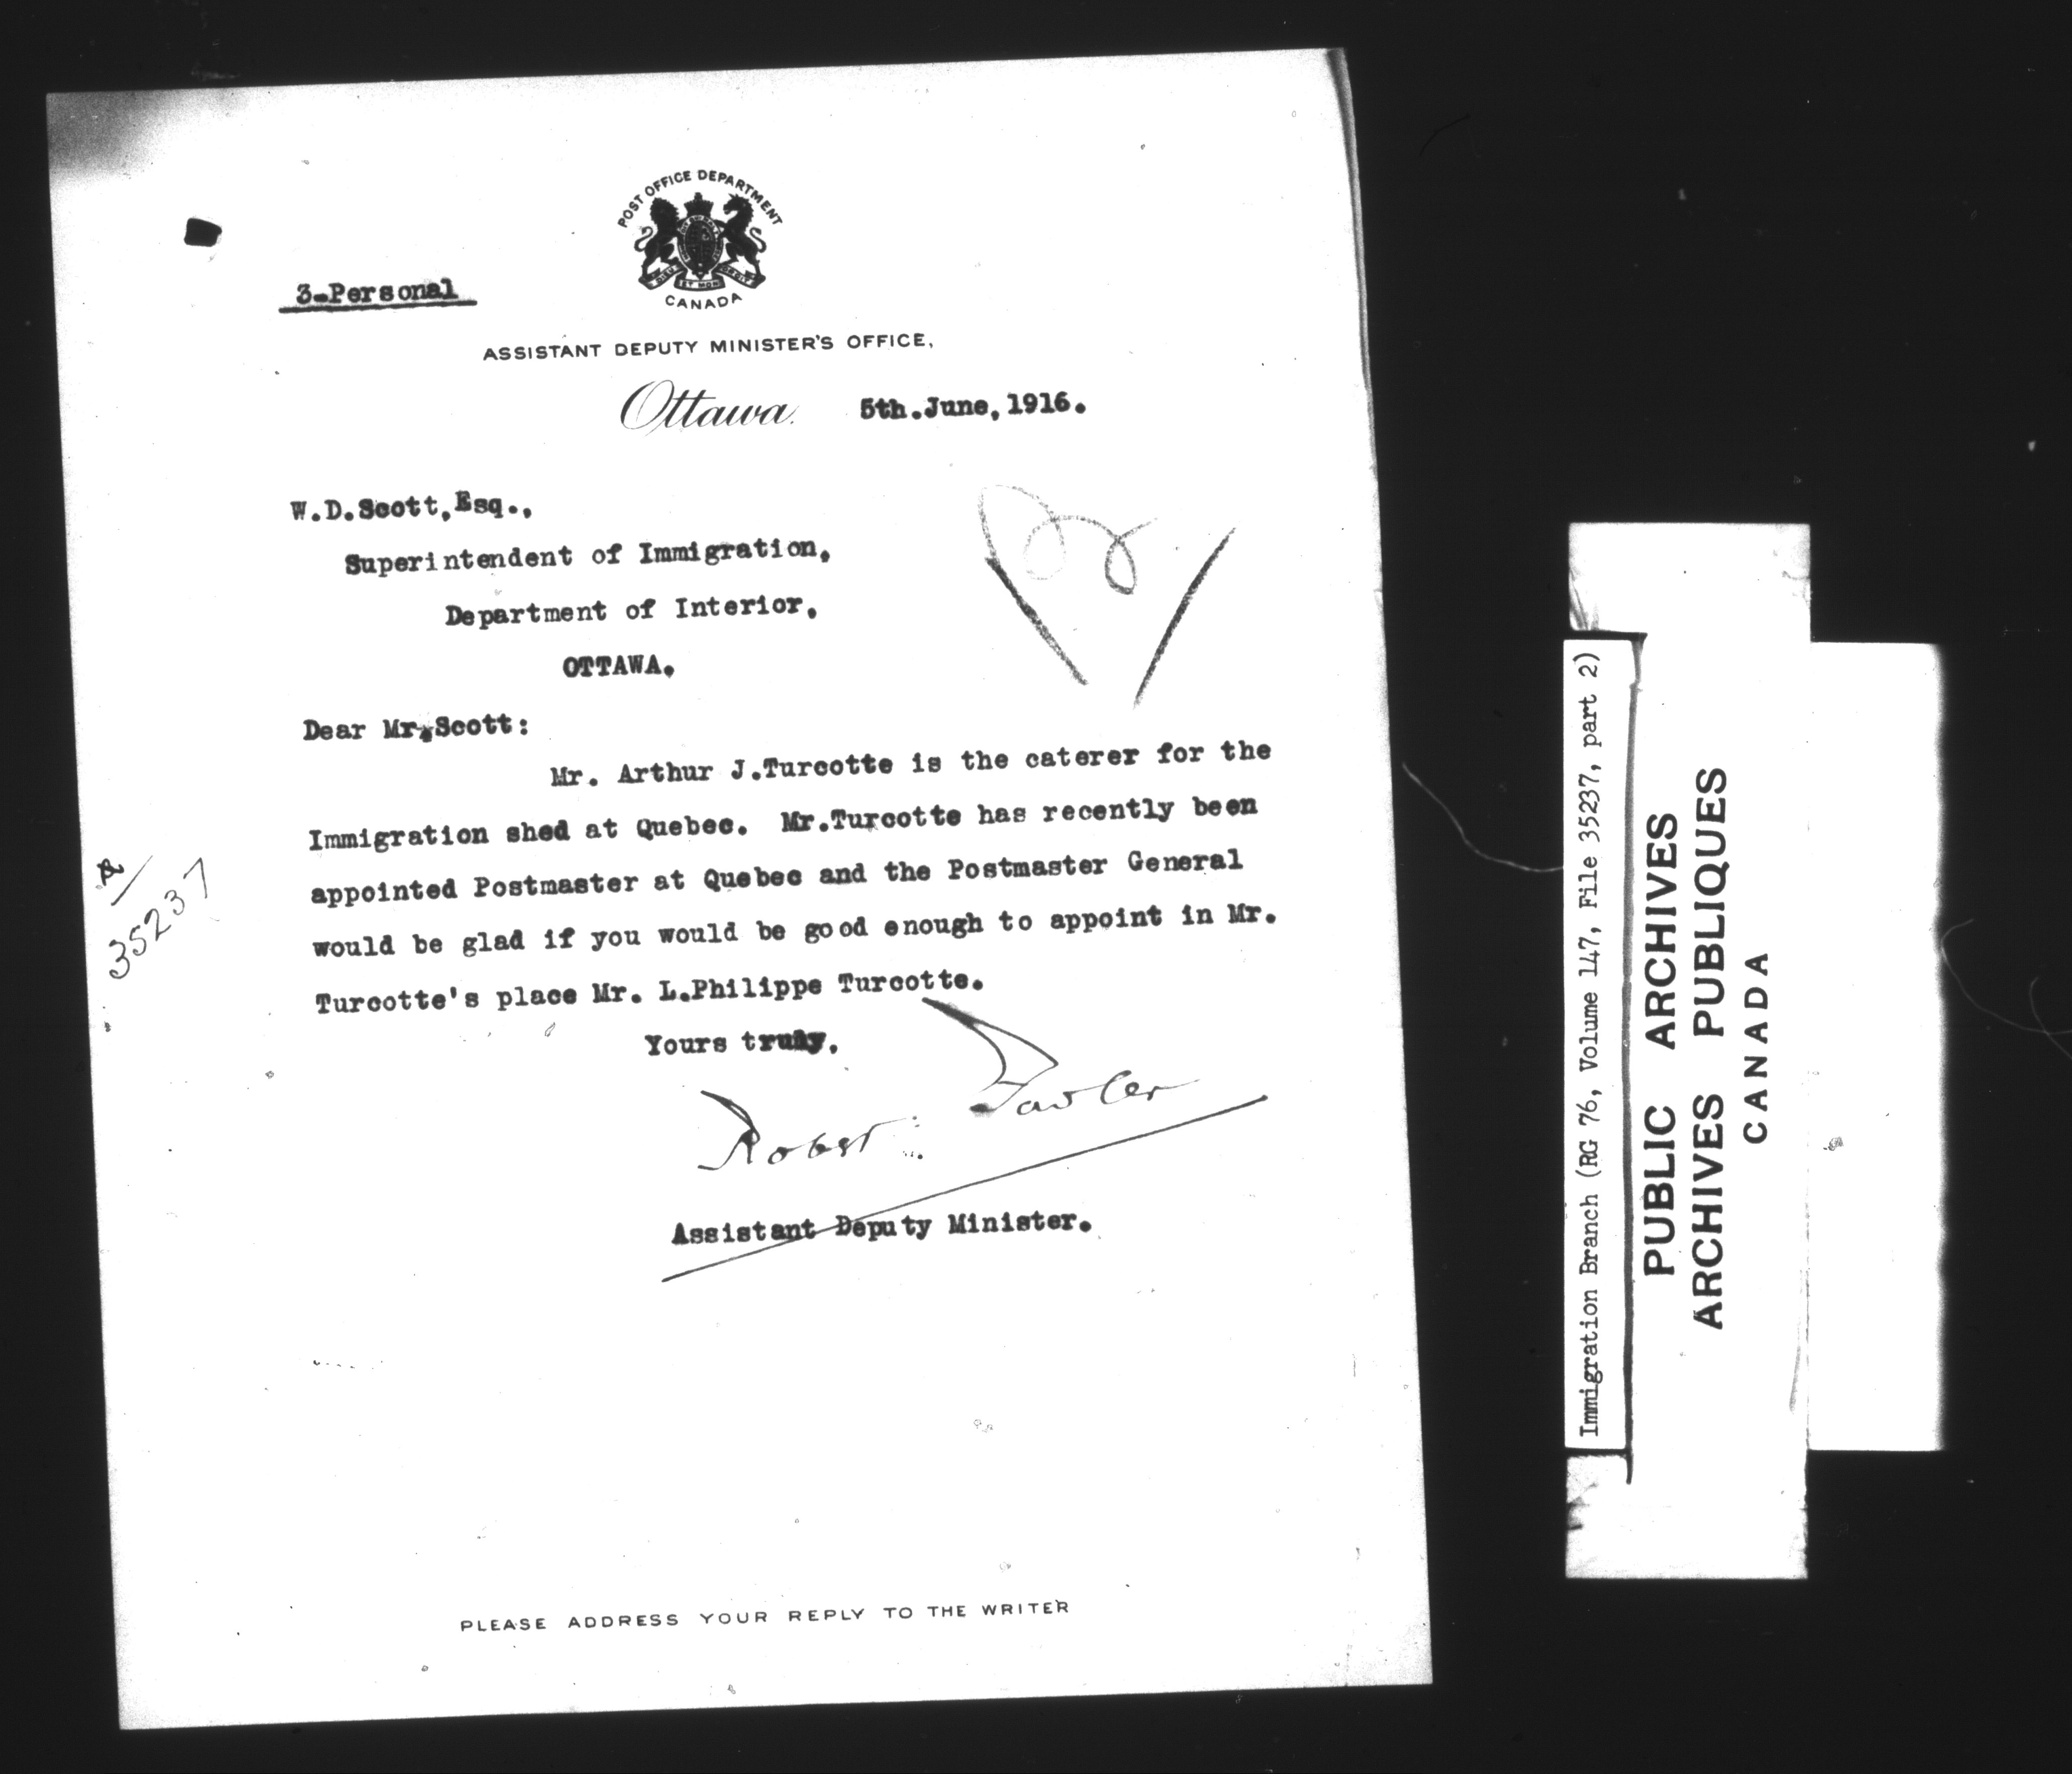 POST OFFICE DEPARTMENT
CANADA
3-Personal
ASSISTANT DEPUTY MINISTER'S OFFICE,
Ottawa. 5th.June,1916.
W.D.Scott,Esq.,
Superintendent of Immigration,
Department of Interior,
OTTAWA.
Dear Mr.Scott:
Mr. Arthur J.Turcotte is the caterer for the
Immigration shed at Quebec. Mr.Turcotte has recently been
appointed Postmaster at Quebec and the Postmaster General
would be glad if you would be good enough to appoint in Mr.
Turcotte's place Mr. L.Philippe Turcotte.
35237
Yours truly,
Assistant Deputy Minister.
PLEASE ADDRESS YOUR REPLY TO THE WRITER
Immigration Branch (RG 76, Volume 147, File 35237, part 2)
PUBLIC ARCHIVES
ARCHIVES PUBLIQUES
CANADA